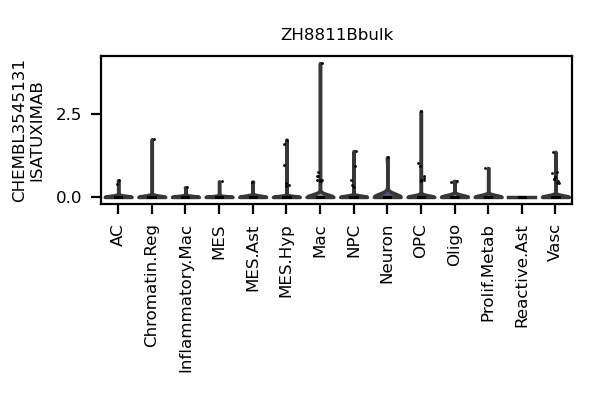 ZH8811Bbulk
CHEMBL3545131
ISATUXIMAB
2.5
0.0
AC
Chromatin.Reg
Inflammatory.Mac
MES
MES.Ast
MES.Hyp
Mac
NPC
Neuron
OPC
Oligo
Prolif.Metab
Reactive.Ast
Vasc